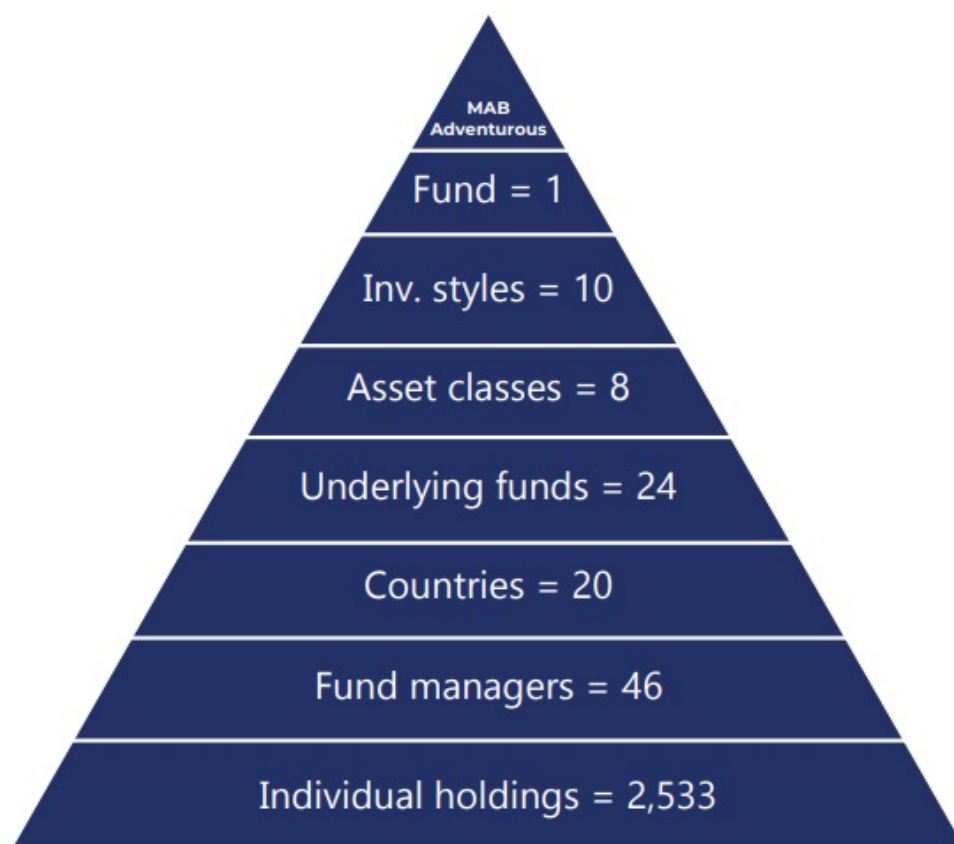 MAB
Adventurous
Fund = 1
Inv. styles = 10
Asset classes = 8
Underlying funds = 24
Countries = 20
Fund managers = 46
Individual holdings = 2,533